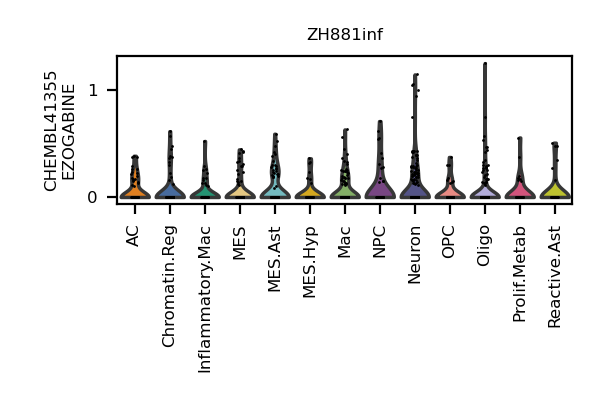 ZH881inf
CHEMBL41355
EZOGABINE
1
0
AC
Chromatin.Reg
Inflammatory.Mac
MES
MES.Ast
MES.Hyp
Mac
NPC
Neuron
OPC
Oligo
Prolif.Metab
Reactive.Ast